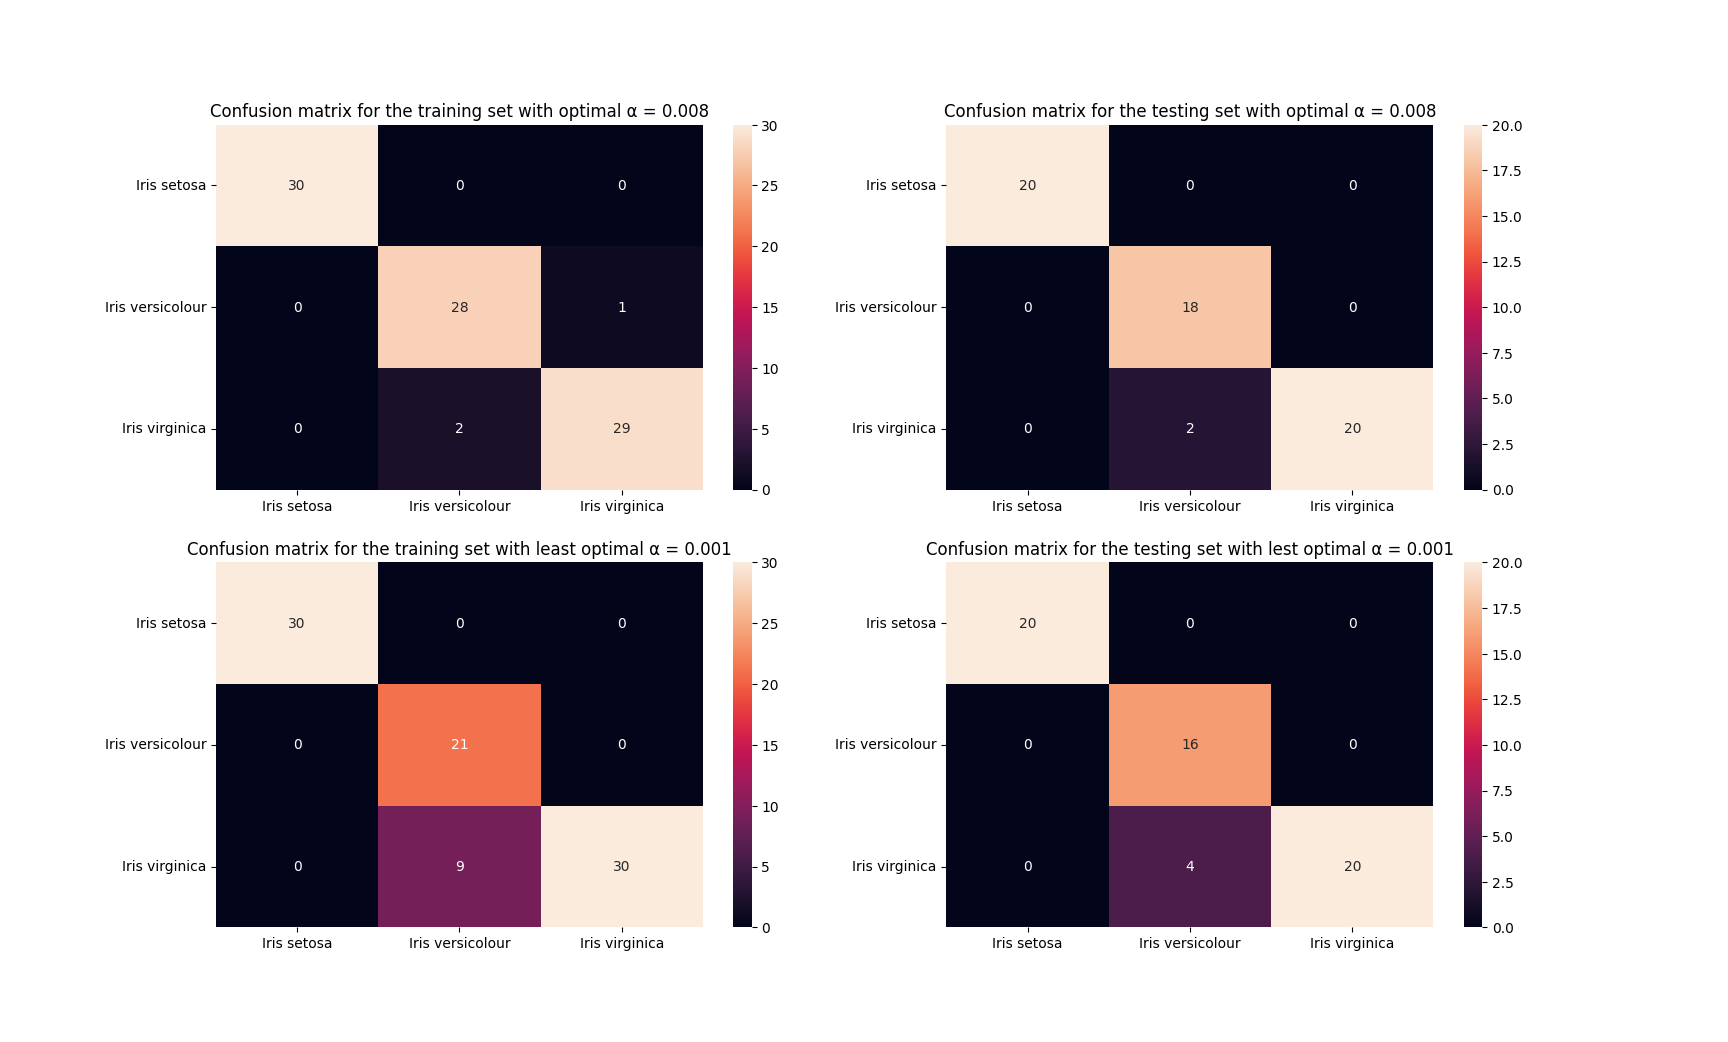 Confusion matrix for the training set with optimal α = 0.008
30
25
20
15
10
5
0
Iris setosa
30 0 0
Iris versicolour
0 28 1
Iris virginica
0 2 29
Iris setosa Iris versicolour Iris virginica
Confusion matrix for the testing set with optimal α = 0.008
20.0
17.5
15.0
12.5
10.0
7.5
5.0
2.5
0.0
Iris setosa
20 0 0
Iris versicolour
0 18 0
Iris virginica
0 2 20
Iris setosa Iris versicolour Iris virginica
Confusion matrix for the training set with least optimal α = 0.001
30
25
20
15
10
5
0
Iris setosa
30 0 0
Iris versicolour
0 21 0
Iris virginica
0 9 30
Iris setosa Iris versicolour Iris virginica
Confusion matrix for the testing set with lest optimal α = 0.001
20.0
17.5
15.0
12.5
10.0
7.5
5.0
2.5
0.0
Iris setosa
20 0 0
Iris versicolour
0 16 0
Iris virginica
0 4 20
Iris setosa Iris versicolour Iris virginica